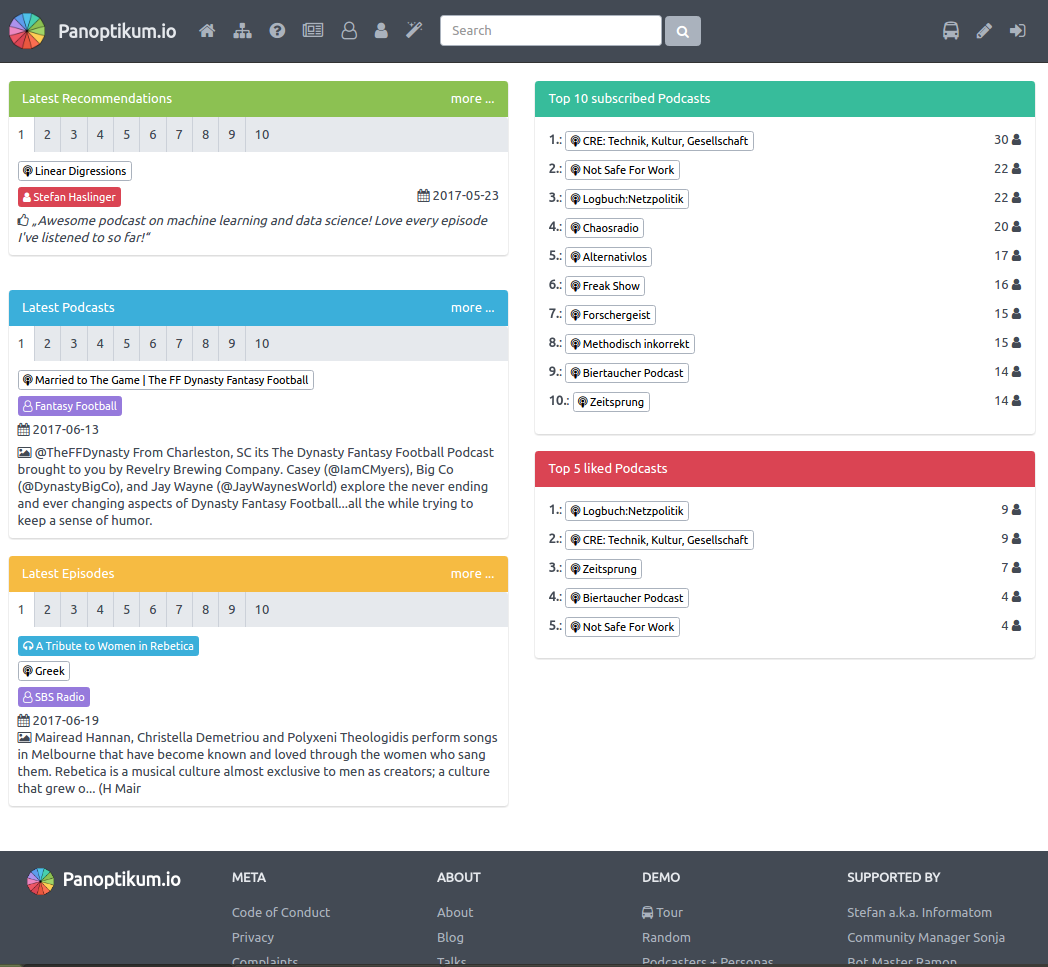 Panoptikum.io
Search
Latest Recommendations more ...
1 2 3 4 5 6 7 8 9 10
Linear Digressions
Stefan Haslinger 2017-05-23
„Awesome podcast on machine learning and data science! Love every episode
I've listened to so far!“
Latest Podcasts more ...
1 2 3 4 5 6 7 8 9 10
Married to The Game | The FF Dynasty Fantasy Football
Fantasy Football
2017-06-13
@TheFFDynasty From Charleston, SC its The Dynasty Fantasy Football Podcast
brought to you by Revelry Brewing Company. Casey (@IamCMyers), Big Co
(@DynastyBigCo), and Jay Wayne (@JayWaynesWorld) explore the never ending
and ever changing aspects of Dynasty Fantasy Football...all the while trying to
keep a sense of humor.
Latest Episodes more ...
1 2 3 4 5 6 7 8 9 10
A Tribute to Women in Rebetica
Greek
SBS Radio
2017-06-19
Mairead Hannan, Christella Demetriou and Polyxeni Theologidis perform songs
in Melbourne that have become known and loved through the women who sang
them. Rebetica is a musical culture almost exclusive to men as creators; a culture
that grew o... (H Mair
Top 10 subscribed Podcasts
1.: CRE: Technik, Kultur, Gesellschaft 30
2.: Not Safe For Work 22
3.: Logbuch:Netzpolitik 22
4.: Chaosradio 20
5.: Alternativlos 17
6.: Freak Show 16
7.: Forschergeist 15
8.: Methodisch inkorrekt 15
9.: Biertaucher Podcast 14
10.: Zeitsprung 14
Top 5 liked Podcasts
1.: Logbuch:Netzpolitik 9
2.: CRE: Technik, Kultur, Gesellschaft 9
3.: Zeitsprung 7
4.: Biertaucher Podcast 4
5.: Not Safe For Work 4
Panoptikum.io
META
Code of Conduct
Privacy
Complaints
ABOUT
About
Blog
Talks
DEMO
Tour
Random
Podcasters + Personas
SUPPORTED BY
Stefan a.k.a. Informatom
Community Manager Sonja
Bot Master Ramon